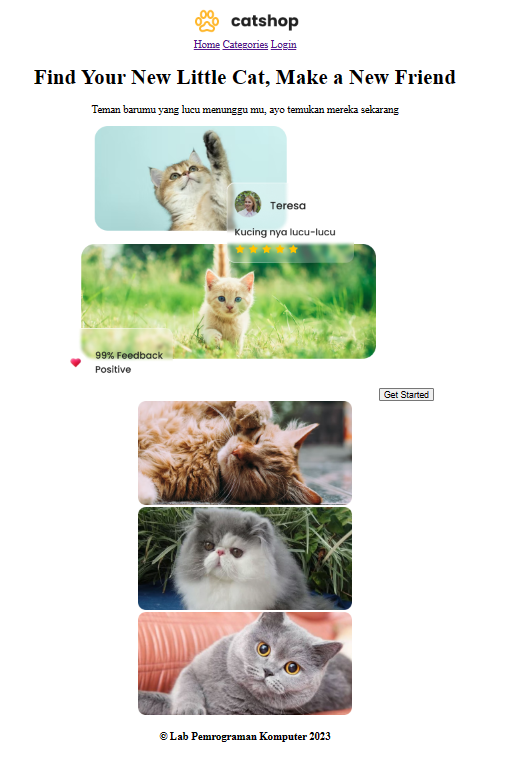 catshop
Home Categories Login
Find Your New Little Cat, Make a New Friend
Teman barumu yang lucu menunggu mu, ayo temukan mereka sekarang
Teresa
Kucing nya lucu-lucu
99% Feedback
Positive
Get Started
© Lab Pemrograman Komputer 2023